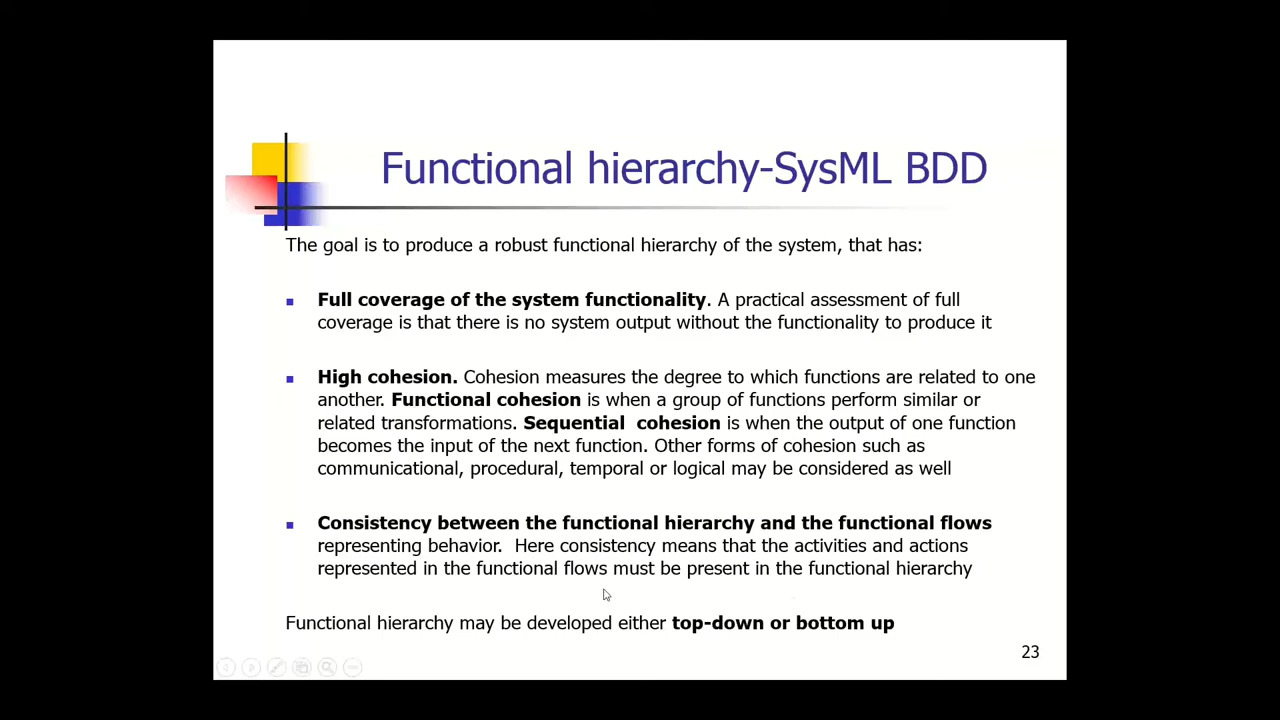 Functional hierarchy-SysML BDD
The goal is to produce a robust functional hierarchy of the system, that has:
Full coverage of the system functionality. A practical assessment of full
coverage is that there is no system output without the functionality to produce it
High cohesion. Cohesion measures the degree to which functions are related to one
another. Functional cohesion is when a group of functions perform similar or
related transformations. Sequential  cohesion is when the output of one function
becomes the input of the next function. Other forms of cohesion such as
communicational, procedural, temporal or logical may be considered as well
Consistency between the functional hierarchy and the functional flows
representing behavior.  Here consistency means that the activities and actions
represented in the functional flows must be present in the functional hierarchy
Functional hierarchy may be developed either top-down or bottom up
23